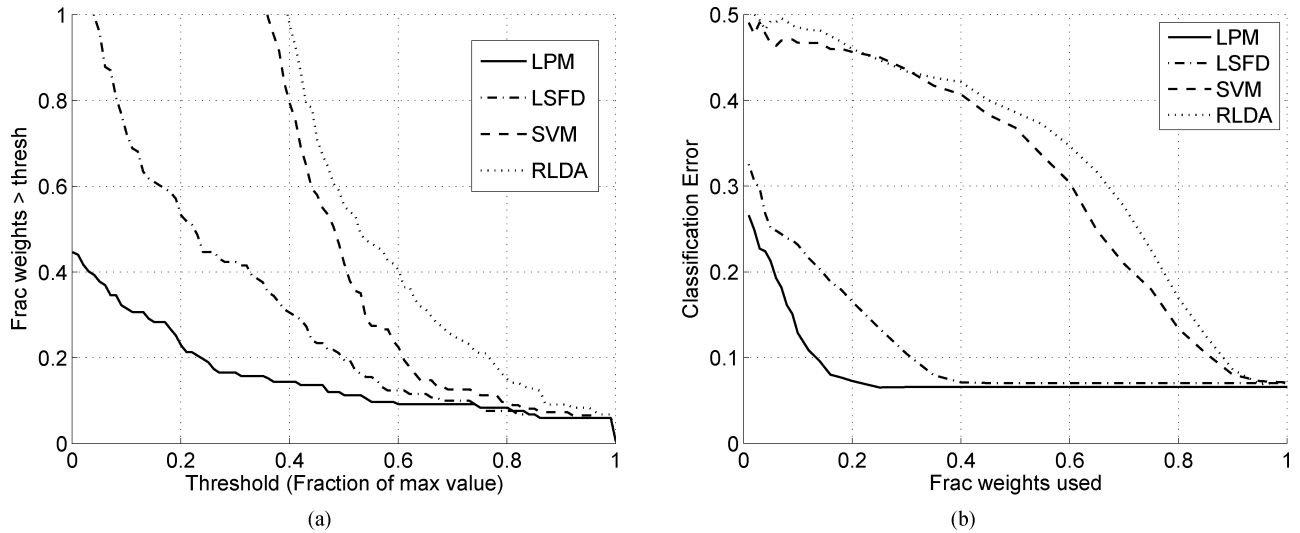 1
0.8
0.6
0.4
0.2
0
Frac weights > thresh
0 0.2 0.4 0.6 0.8 1
Threshold (Fraction of max value)
LPM
LSFD
SVM
RLDA
(a)
0.5
0.4
0.3
0.2
0.1
0
Classification Error
0 0.2 0.4 0.6 0.8 1
Frac weights used
LPM
LSFD
SVM
RLDA
(b)